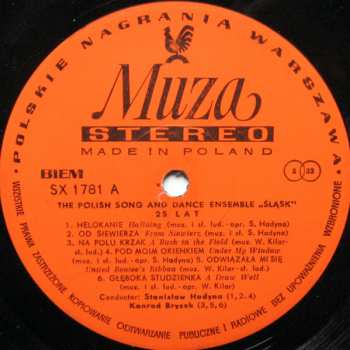 POLSKIE NAGRANIA WARSZAWA
Muza
STEREO
MADE IN POLAND
BIEM
SX 1781 A
33
THE POLISH SONG AND DANCE ENSEMBLE „SLĄSK"
25 LAT
1. HELOKANIE Halloing (muz. i sł. lud.-opr. S. Hadyna)
2. OD SIEWIERZA From Siewierz (muz. i sł. S. Hadyna)
3. NA POLU KRZAK A Bush in the Field (muz. W. Kilar-
sł. lud.) 4. POD MOIM OKIENKIEM Under My Window
(muz. i sł. lud.-opr. S. Hadyna) 5. ODWIĄZAŁA MI SIĘ
Untied Bonice's Ribbon (muz. W. Kilar-sł. lud.)
6. GŁĘBOKA STUDZIENKA A Draw Well
(muz. i sł. lud.-opr. W. Kilar)
Conductor: Stanisław Hadyna (1,2,4)
Konrad Bryzek (3,5,6)
WSZELKIE PRAWA ZASTRZEŻONE. KOPIOWANIE ODTWARZANIE PUBLICZNE I RADIOWE BEZ UPOWAŻNIENIA WZBRONIONE